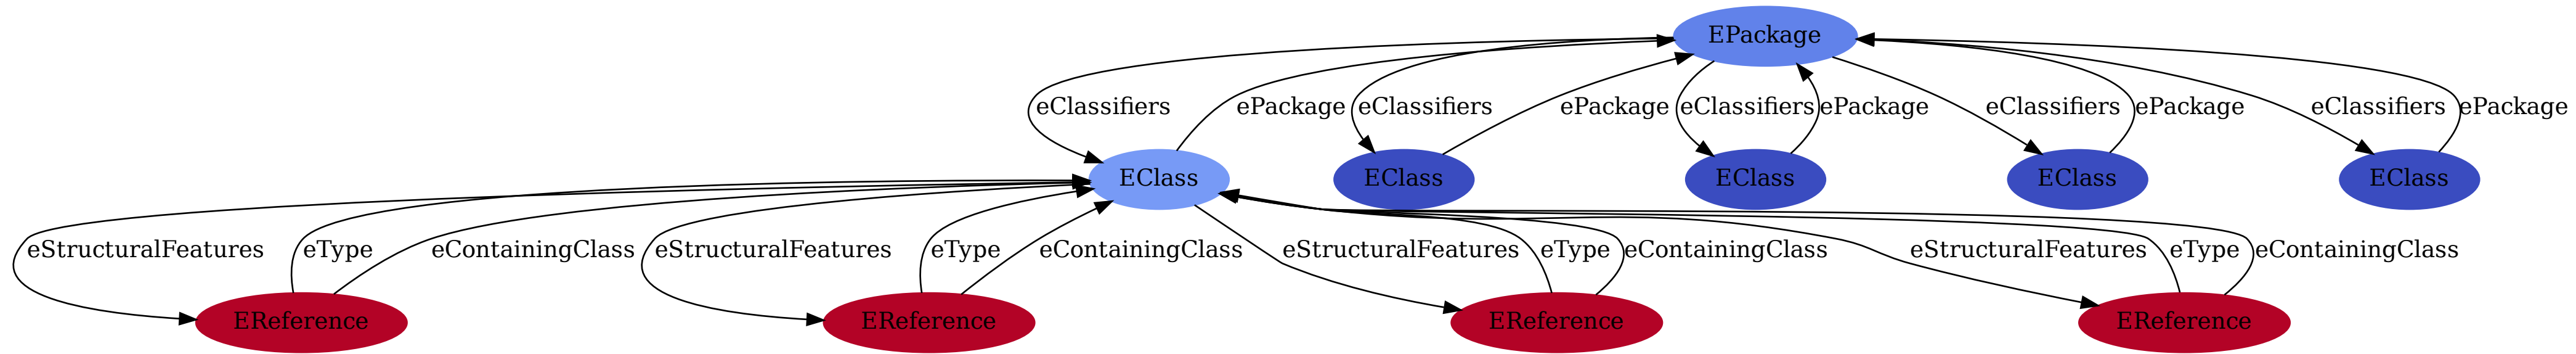 EPackage
eClassifiers
ePackage
eClassifiers
ePackage
eClassifiers
ePackage
eClassifiers
ePackage
eClassifiers
ePackage
EClass
EClass
EClass
EClass
EClass
eStructuralFeatures
eType
eContainingClass
eStructuralFeatures
eType
eContainingClass
eStructuralFeatures
eType
eContainingClass
eStructuralFeatures
eType
eContainingClass
EReference
EReference
EReference
EReference